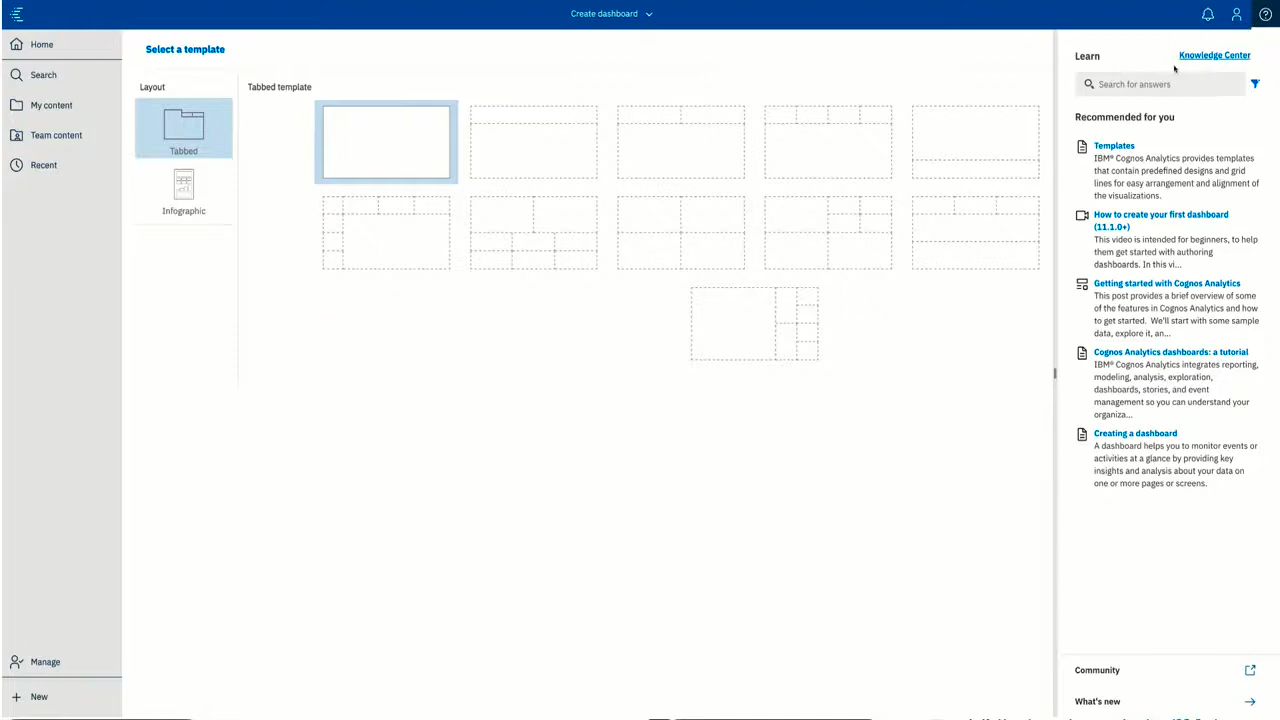 Create dashboard
Home
Search
My content
Team content
Recent
Manage
New
Select a template
Layout
Tabbed
Infographic
Tabbed template
Learn
Knowledge Center
Search for answers
Recommended for you
Templates
IBM® Cognos Analytics provides templates
that contain predefined designs and grid
lines for easy arrangement and alignment of
the visualizations.
How to create your first dashboard
(11.1.0+)
This video is intended for beginners, to help
them get started with authoring
dashboards. In this vi...
Getting started with Cognos Analytics
This post provides a brief overview of some
of the features in Cognos Analytics and how
to get started. We'll start with some sample
data, explore it, an...
Cognos Analytics dashboards: a tutorial
IBM® Cognos Analytics integrates reporting,
modeling, analysis, exploration,
dashboards, stories, and event
management so you can understand your
organiza...
Creating a dashboard
A dashboard helps you to monitor events or
activities at a glance by providing key
insights and analysis about your data on
one or more pages or screens.
Community
What's new